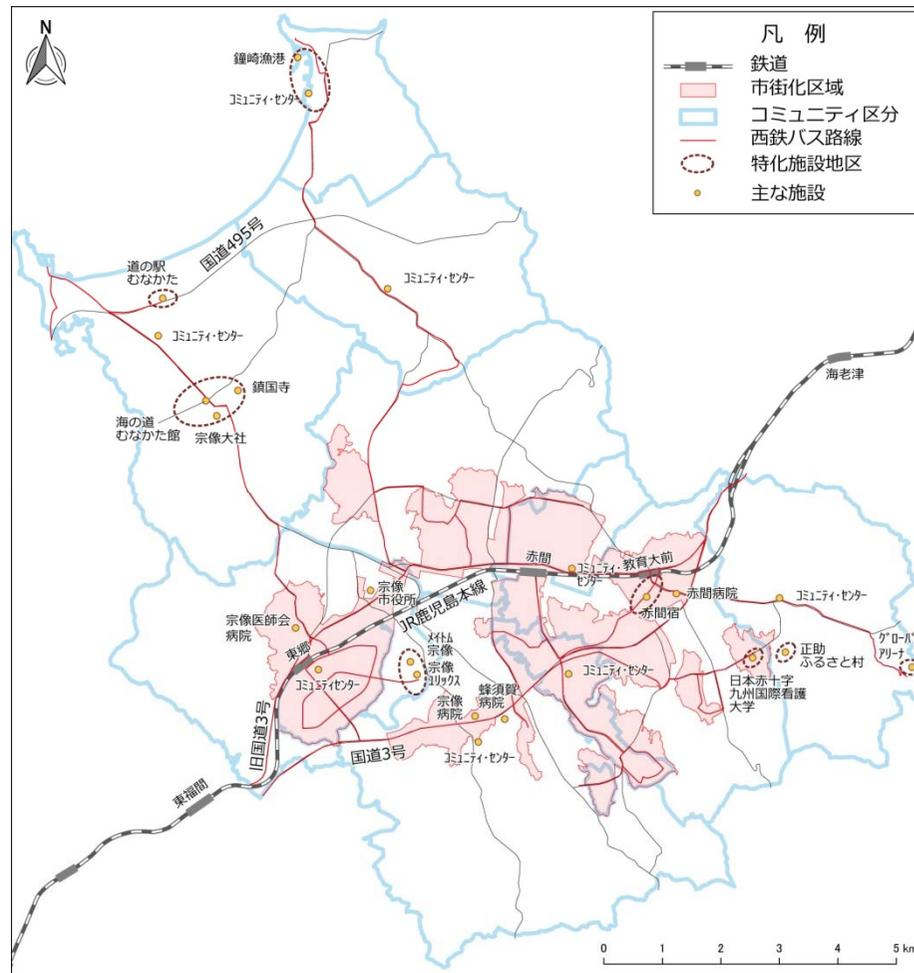 N
凡　例
鉄道
市街化区域
コミュニティ区分
西鉄バス路線
特化施設地区
主な施設
鐘崎漁港
コミュニティ・センター
国道495号
道の駅
むなかた
コミュニティ・センター
コミュニティ・センター
鎮国寺
海の道
むなかた館
宗像大社
海老津
赤間
コミュニティ・
センター
教育大前
宗像
市役所
JR鹿児島本線
赤間宿
赤間病院
コミュニティ・センター
宗像医師会
病院
東郷
メイトム
宗像
宗像
ユリックス
コミュニティセンター
グローバル
アリーナ
正助
ふるさと村
日本赤十字
九州国際看護
大学
コミュニティ・センター
蜂須賀
病院
宗像
病院
コミュニティ・センター
旧国道3号
国道3号
東福間
0 1 2 3 4 5 km